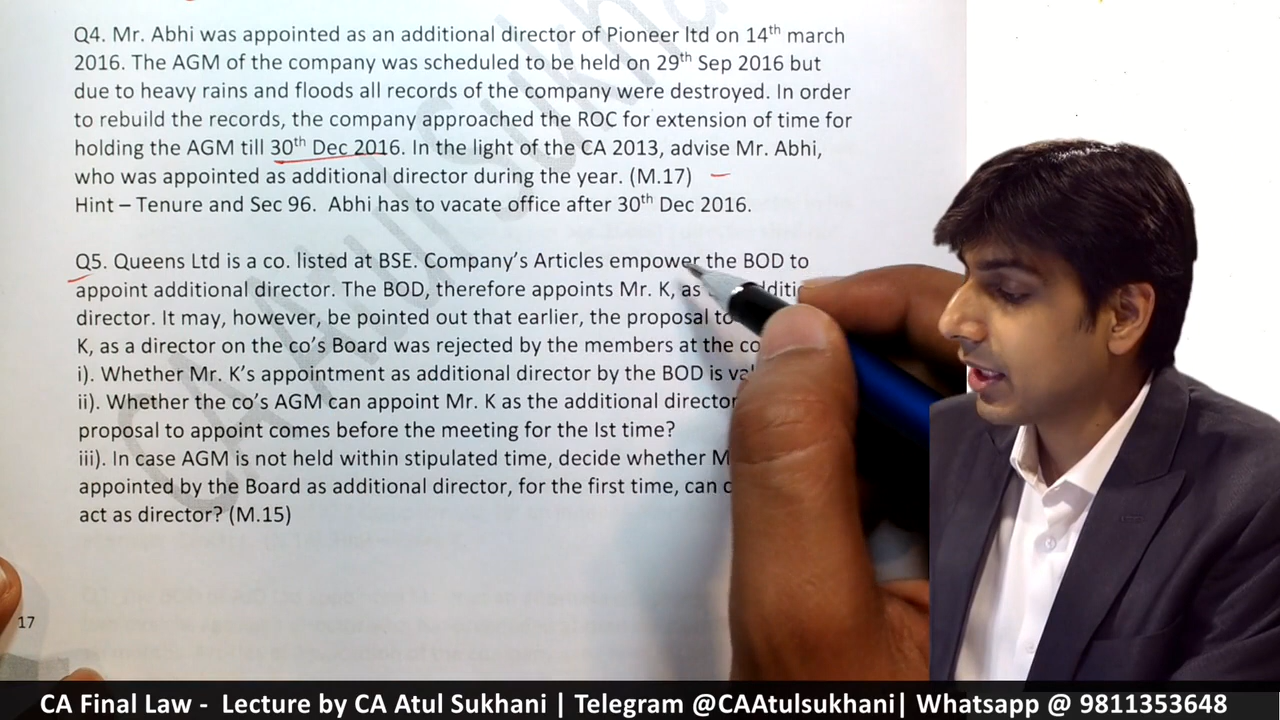 Q4. Mr. Abhi was appointed as an additional director of Pioneer ltd on 14th march
2016. The AGM of the company was scheduled to be held on 29th Sep 2016 but
due to heavy rains and floods all records of the company were destroyed. In order
to rebuild the records, the company approached the ROC for extension of time for
holding the AGM till 30th Dec 2016. In the light of the CA 2013, advise Mr. Abhi,
who was appointed as additional director during the year. (M.17)
Hint – Tenure and Sec 96. Abhi has to vacate office after 30th Dec 2016.
Q5. Queens Ltd is a co. listed at BSE. Company's Articles empower the BOD to
appoint additional director. The BOD, therefore appoints Mr. K, as
director. It may, however, be pointed out that earlier, the proposal to
K, as a director on the co's Board was rejected by the members at the
i). Whether Mr. K's appointment as additional director by the BOD is
ii). Whether the co's AGM can appoint Mr. K as the additional director
proposal to appoint comes before the meeting for the Ist time?
iii). In case AGM is not held within stipulated time, decide whether
appointed by the Board as additional director, for the first time, can
act as director? (M.15)
17
CA Atul Sukha
CA Final Law - Lecture by CA Atul Sukhani | Telegram @CAAtulsukhani| Whatsapp @ 9811353648